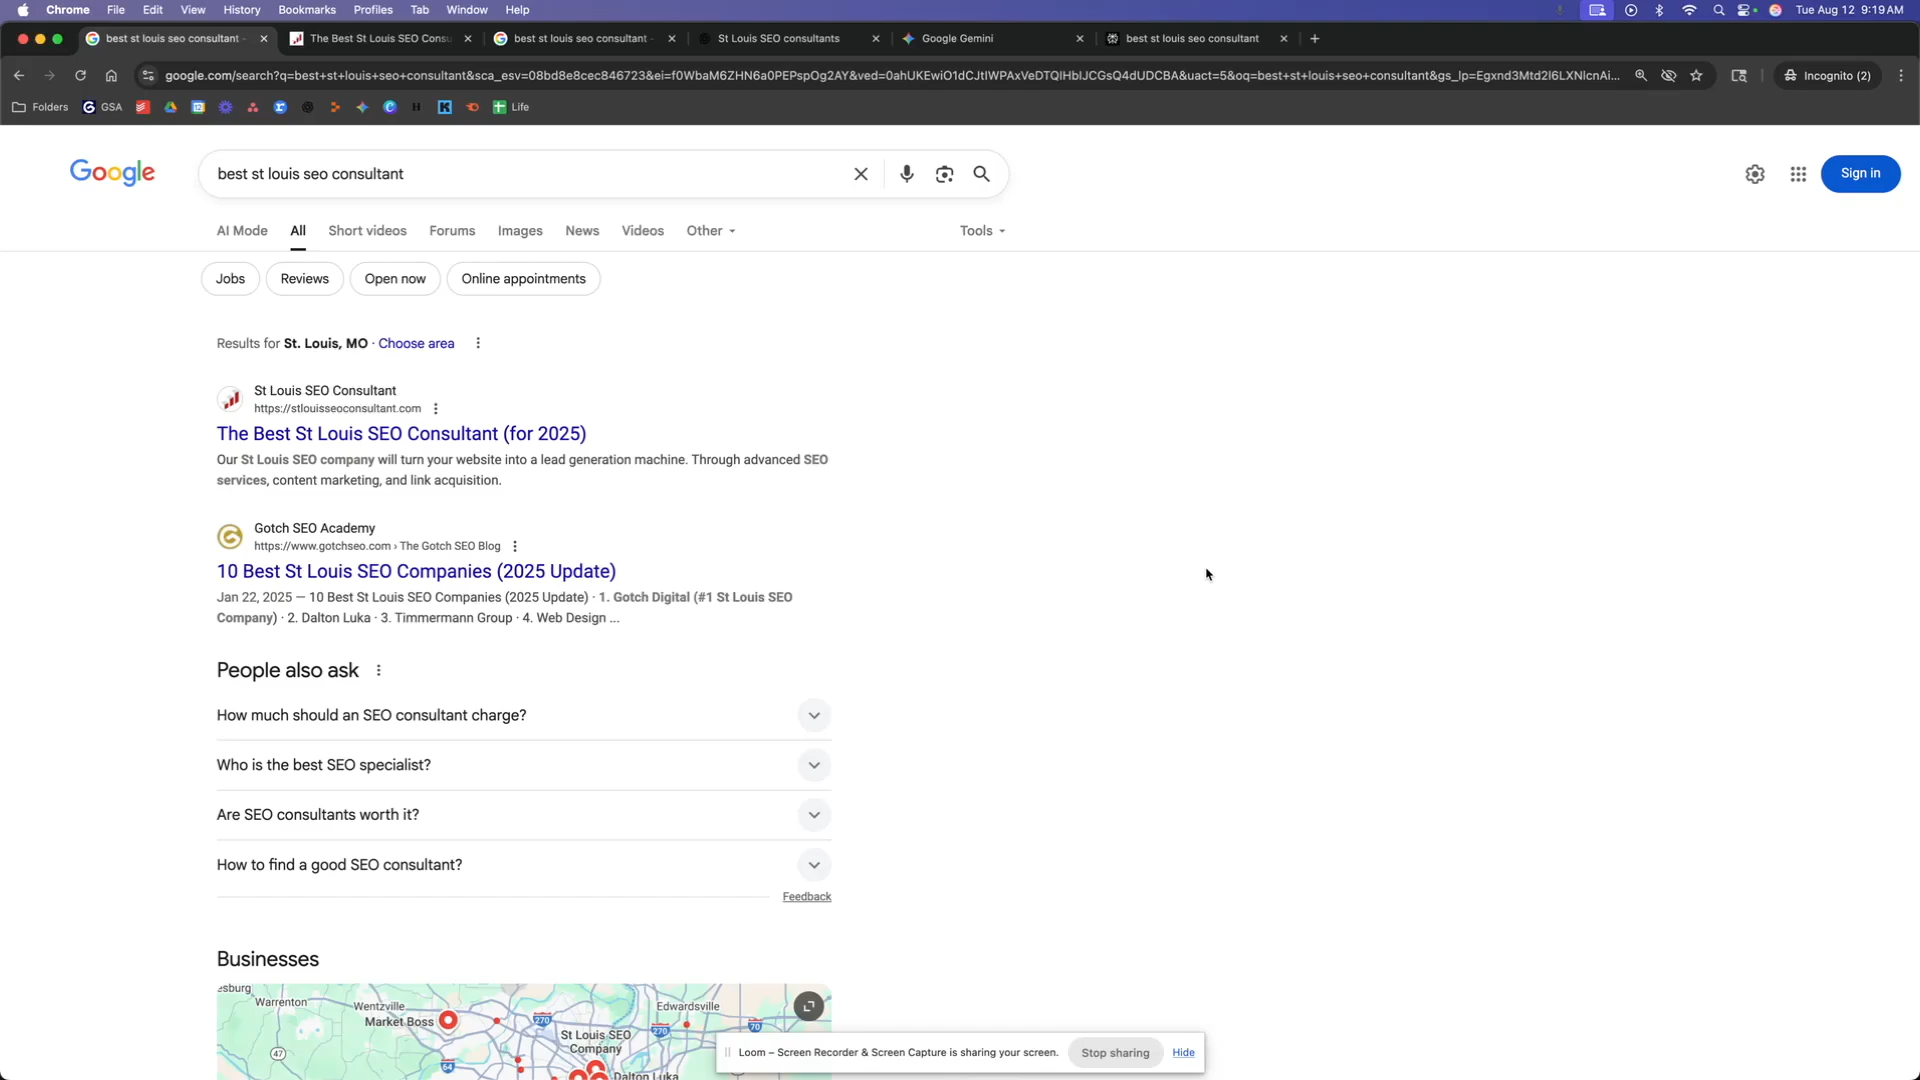 Chrome File Edit View History Bookmarks Profiles Tab Window Help Tue Aug 12 9:19 AM
best st louis seo consultant - The Best St Louis SEO Consu best st louis seo consultant - St Louis SEO consultants Google Gemini best st louis seo consultant
google.com/search?q=best+st+louis+seo+consultant&sca_esv=08bd8e8cec846723&ei=f0WbaM6ZHN6a0PEPspOg2AY&ved=0ahUKEwiO1dCJtIWPAxVeDTQIHbIJCGsQ4dUDCBA&uact=5&oq=best+st+louis+seo+consultant&gs_lp=Egxnd3Mtd2l6LXNlcnAi... Incognito (2)
Folders GSA Life
Google
best st louis seo consultant
Sign in
AI Mode All Short videos Forums Images News Videos Other Tools
Jobs Reviews Open now Online appointments
Results for St. Louis, MO · Choose area
St Louis SEO Consultant
https://stlouisseoconsultant.com
The Best St Louis SEO Consultant (for 2025)
Our St Louis SEO company will turn your website into a lead generation machine. Through advanced SEO
services, content marketing, and link acquisition.
Gotch SEO Academy
https://www.gotchseo.com › The Gotch SEO Blog
10 Best St Louis SEO Companies (2025 Update)
Jan 22, 2025 — 10 Best St Louis SEO Companies (2025 Update) · 1. Gotch Digital (#1 St Louis SEO
Company) · 2. Dalton Luka · 3. Timmermann Group · 4. Web Design ...
People also ask
How much should an SEO consultant charge?
Who is the best SEO specialist?
Are SEO consultants worth it?
How to find a good SEO consultant?
Feedback
Businesses
esburg
Warrenton
Wentzville
Edwardsville
Market Boss
270
270
70
St Louis SEO
Company
47
64
Dalton Luka
Loom – Screen Recorder & Screen Capture is sharing your screen. Stop sharing Hide